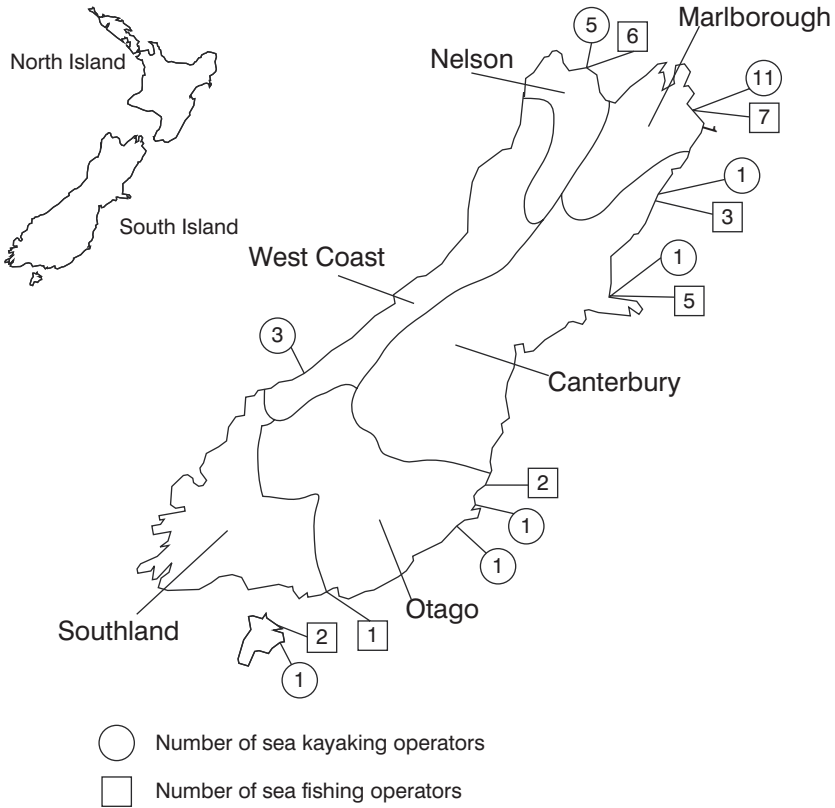 Marlborough
5
6
North Island
Nelson
11
7
1
3
South Island
West Coast
1
5
3
Canterbury
2
1
1
Otago
Southland
2
1
1
Number of sea kayaking operators
Number of sea fishing operators